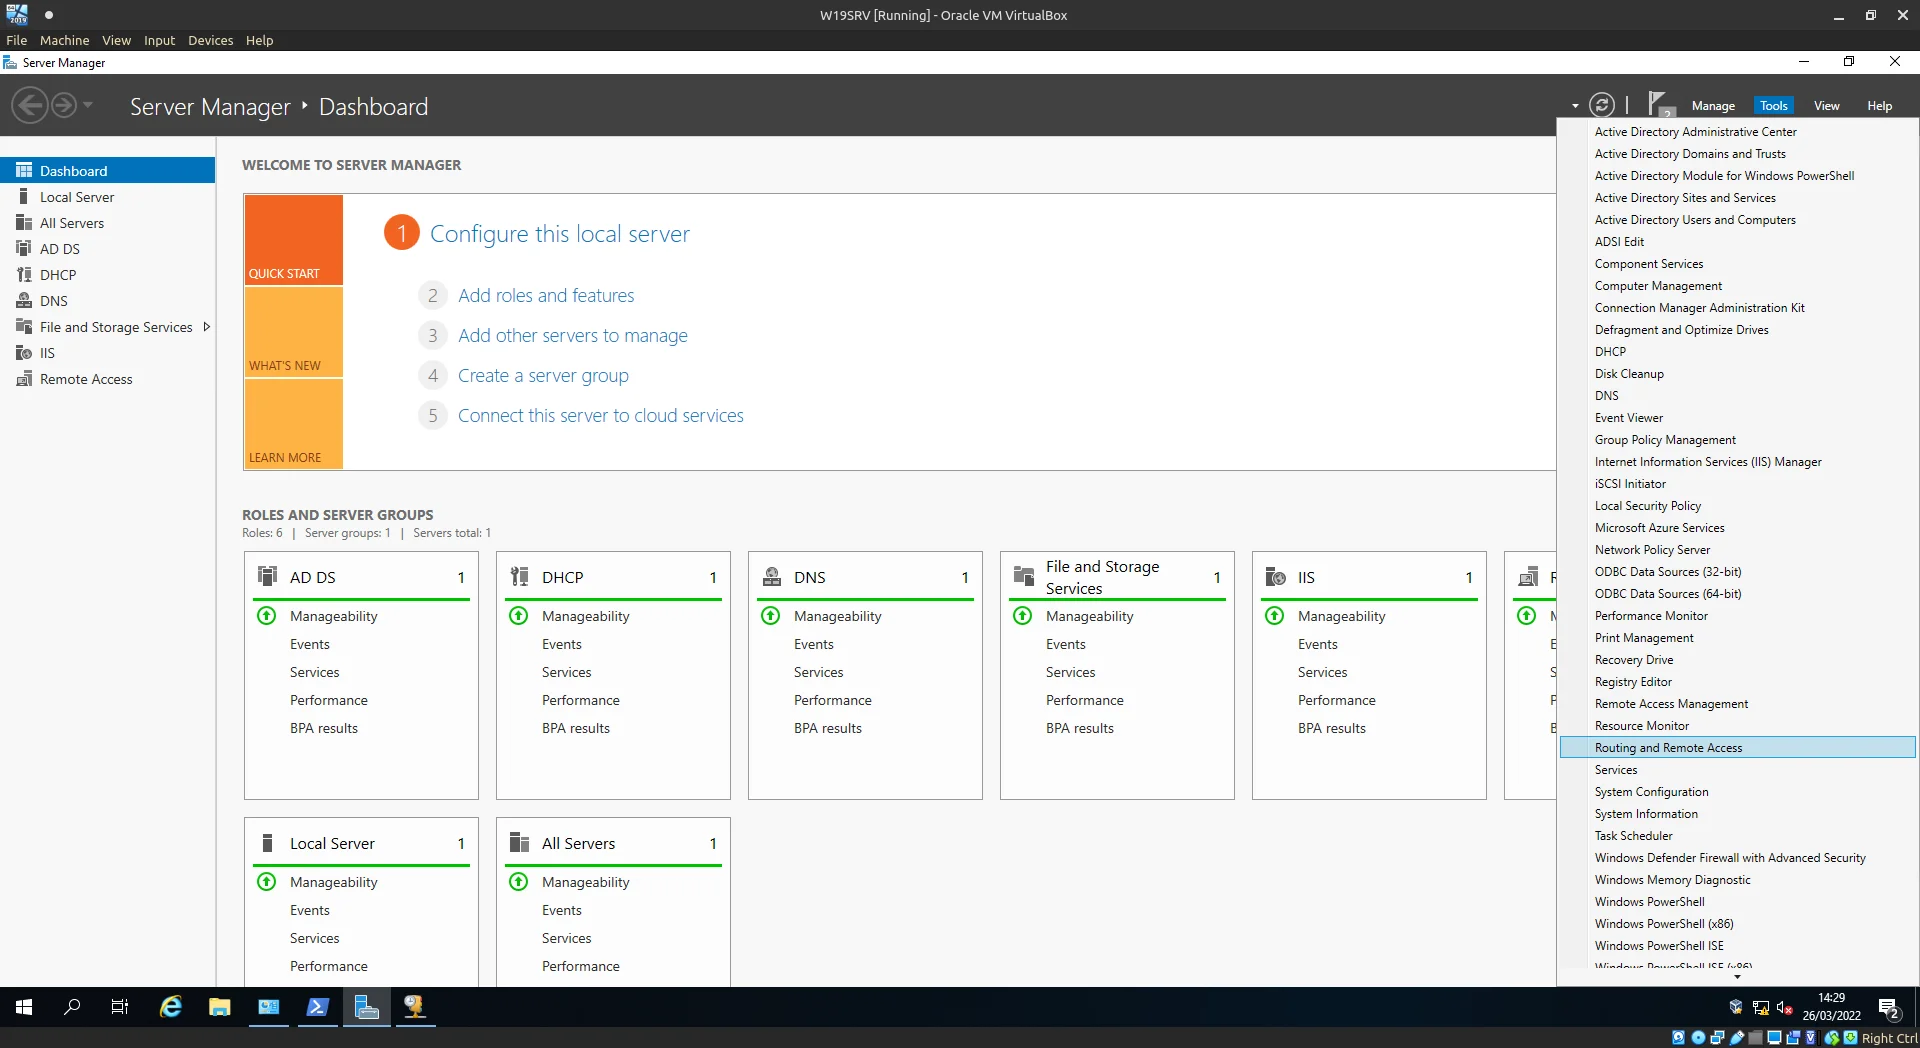 W19SRV [Running] - Oracle VM VirtualBox
File Machine View Input Devices Help
Server Manager
Server Manager ‣ Dashboard
Manage Tools View Help
Dashboard
Local Server
All Servers
AD DS
DHCP
DNS
File and Storage Services
IIS
Remote Access
WELCOME TO SERVER MANAGER
QUICK START
WHAT'S NEW
LEARN MORE
1 Configure this local server
2 Add roles and features
3 Add other servers to manage
4 Create a server group
5 Connect this server to cloud services
ROLES AND SERVER GROUPS
Roles: 6 | Server groups: 1 | Servers total: 1
AD DS 1
Manageability
Events
Services
Performance
BPA results
DHCP 1
Manageability
Events
Services
Performance
BPA results
DNS 1
Manageability
Events
Services
Performance
BPA results
File and Storage
Services 1
Manageability
Events
Services
Performance
BPA results
IIS 1
Manageability
Events
Services
Performance
BPA results
Local Server 1
Manageability
Events
Services
Performance
All Servers 1
Manageability
Events
Services
Performance
Active Directory Administrative Center
Active Directory Domains and Trusts
Active Directory Module for Windows PowerShell
Active Directory Sites and Services
Active Directory Users and Computers
ADSI Edit
Component Services
Computer Management
Connection Manager Administration Kit
Defragment and Optimize Drives
DHCP
Disk Cleanup
DNS
Event Viewer
Group Policy Management
Internet Information Services (IIS) Manager
iSCSI Initiator
Local Security Policy
Microsoft Azure Services
Network Policy Server
ODBC Data Sources (32-bit)
ODBC Data Sources (64-bit)
Performance Monitor
Print Management
Recovery Drive
Registry Editor
Remote Access Management
Resource Monitor
Routing and Remote Access
Services
System Configuration
System Information
Task Scheduler
Windows Defender Firewall with Advanced Security
Windows Memory Diagnostic
Windows PowerShell
Windows PowerShell (x86)
Windows PowerShell ISE
Windows PowerShell ISE (x86)
14:29
26/03/2022
2
Right Ctrl